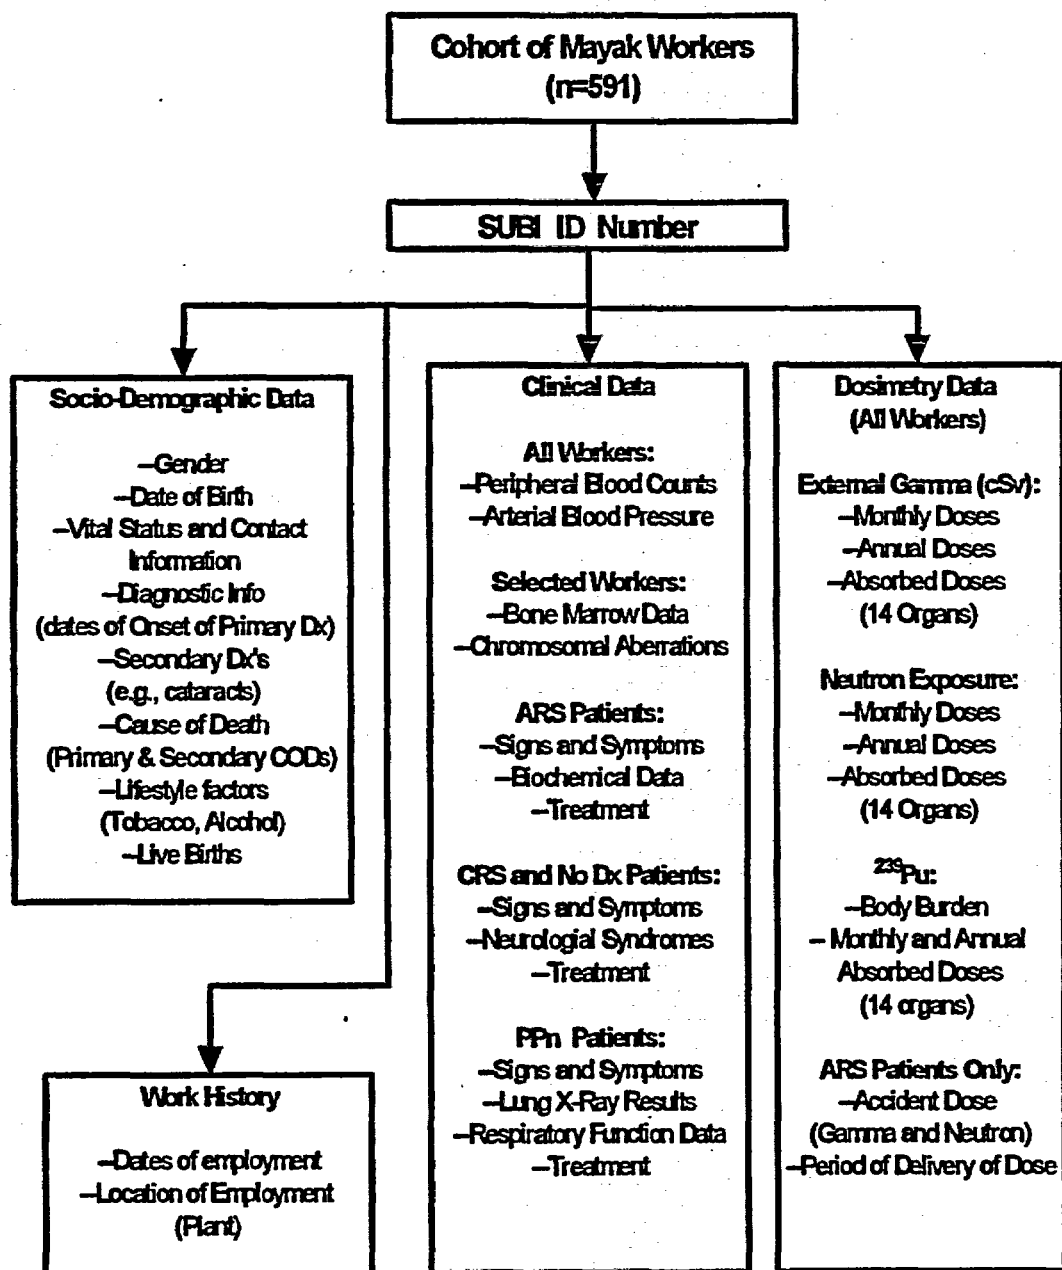 Cohort of Mayak Workers
(n=591)
SUBI ID Number
Socio-Demographic Data
–Gender
–Date of Birth
–Vital Status and Contact
Information
–Diagnostic Info
(dates of Onset of Primary Dx)
–Secondary Dx's
(e.g., cataracts)
–Cause of Death
(Primary & Secondary CODs)
–Lifestyle factors
(Tobacco, Alcohol)
–Live Births
Work History
–Dates of employment
–Location of Employment
(Plant)
Clinical Data
All Workers:
–Peripheral Blood Counts
–Arterial Blood Pressure
Selected Workers:
–Bone Marrow Data
–Chromosomal Aberrations
ARS Patients:
–Signs and Symptoms
–Biochemical Data
–Treatment
CRS and No Dx Patients:
–Signs and Symptoms
–Neurologial Syndromes
–Treatment
PPn Patients:
–Signs and Symptoms
–Lung X-Ray Results
–Respiratory Function Data
–Treatment
Dosimetry Data
(All Workers)
External Gamma (cSv):
–Monthly Doses
–Annual Doses
–Absorbed Doses
(14 Organs)
Neutron Exposure:
–Monthly Doses
–Annual Doses
–Absorbed Doses
(14 Organs)
²³⁹Pu:
–Body Burden
– Monthly and Annual
Absorbed Doses
(14 organs)
ARS Patients Only:
–Accident Dose
(Gamma and Neutron)
–Period of Delivery of Dose